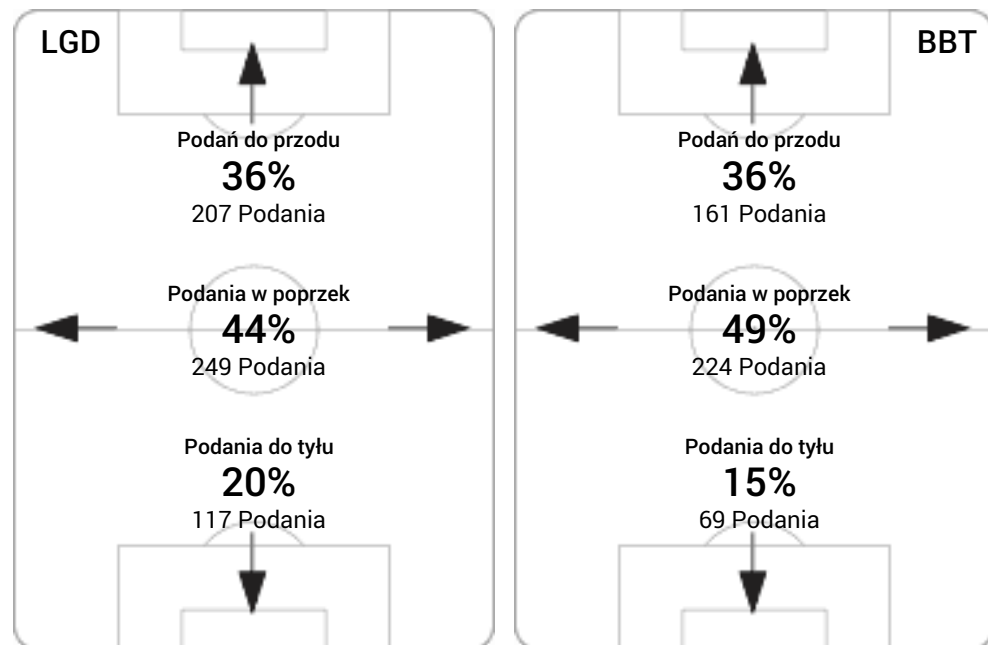 LGD
Podań do przodu
36%
207 Podania
Podania w poprzek
44%
249 Podania
Podania do tyłu
20%
117 Podania
BBT
Podań do przodu
36%
161 Podania
Podania w poprzek
49%
224 Podania
Podania do tyłu
15%
69 Podania